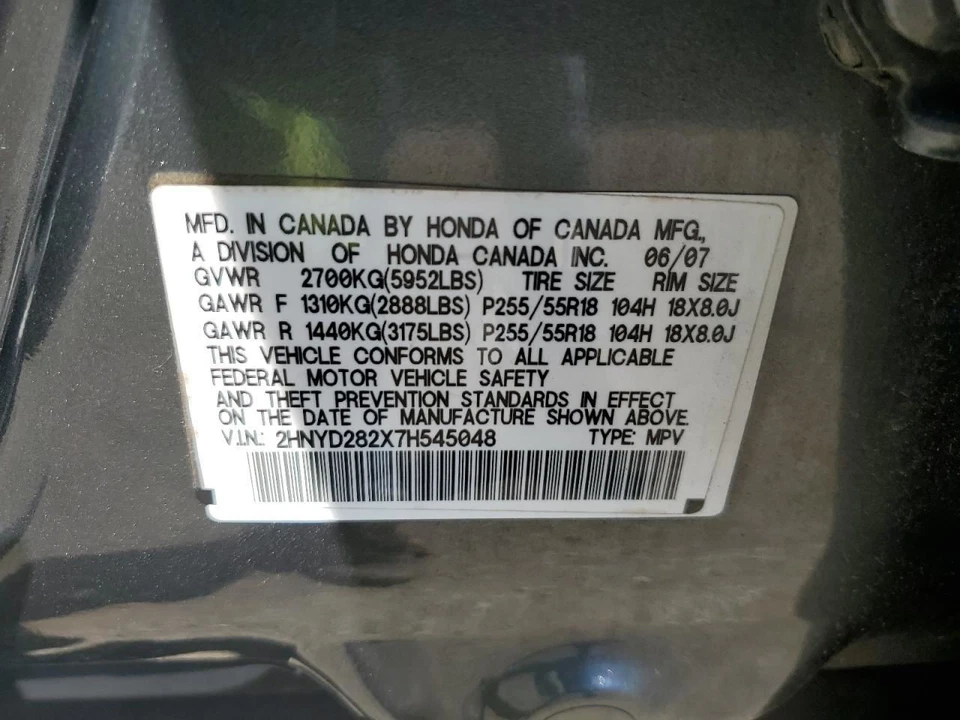 MFD. IN CANADA BY HONDA OF CANADA MFG.,
A DIVISION OF HONDA CANADA INC. 06/07
GVWR 2700KG(5952LBS) TIRE SIZE RIM SIZE
GAWR F 1310KG(2888LBS) P255/55R18 104H 18X8.0J
GAWR R 1440KG(3175LBS) P255/55R18 104H 18X8.0J
THIS VEHICLE CONFORMS TO ALL APPLICABLE
FEDERAL MOTOR VEHICLE SAFETY
AND THEFT PREVENTION STANDARDS IN EFFECT
ON THE DATE OF MANUFACTURE SHOWN ABOVE.
V.I.N.: 2HNYD282X7H545048 TYPE: MPV